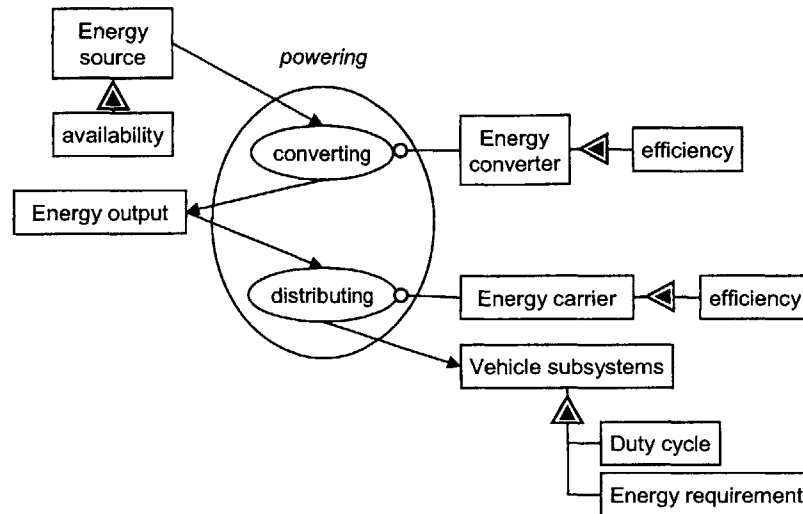 Energy
source
powering
availability
converting
Energy
converter
efficiency
Energy output
distributing
Energy carrier
efficiency
Vehicle subsystems
Duty cycle
Energy requirement